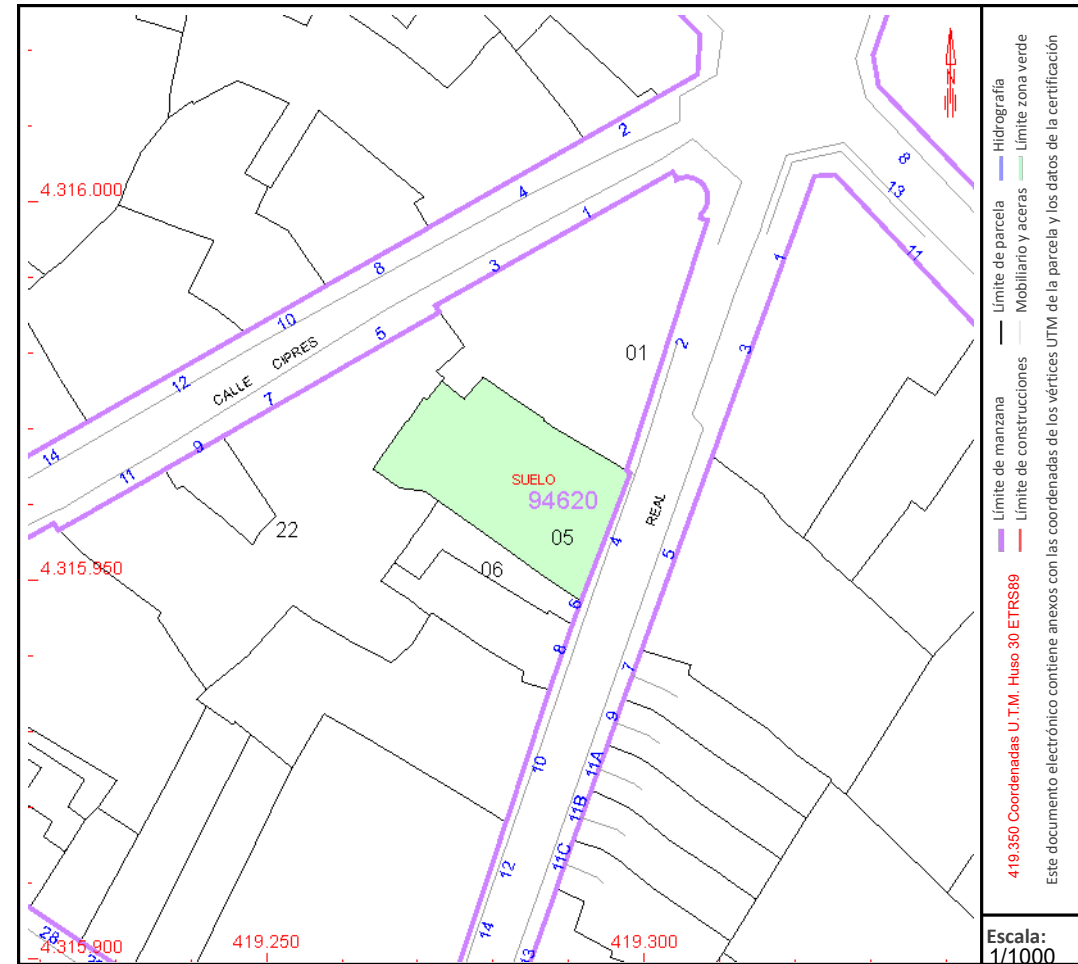 2
4
8
10
12
14
CALLE CIPRES
1
3
5
7
9
11
4.316.000
4.315.950
4.315.900
419.250
419.300
01
SUELO
94620
05
06
22
REAL
2
4
6
8
10
12
14
1
3
5
7
9
11A
11B
11C
13
8
13
11
28
N
Límite de manzana
Límite de parcela
Hidrografía
419.350 Coordenadas U.T.M. Huso 30 ETRS89
Límite de construcciones
Mobiliario y aceras
Límite zona verde
Este documento electrónico contiene anexos con las coordenadas de los vértices UTM de la parcela y los datos de la certificación
Escala:
1/1000